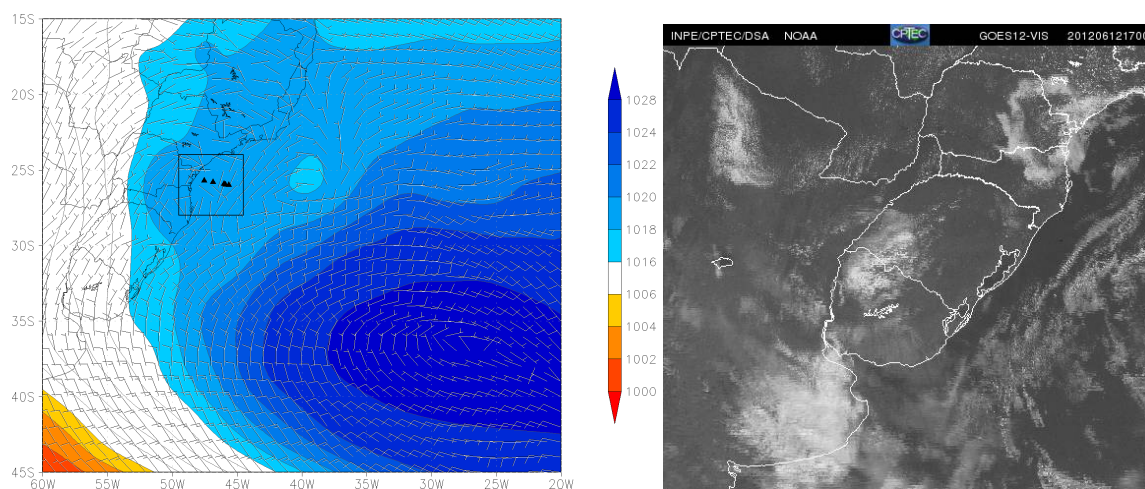 15S
20S
25S
30S
35S
40S
45S
60W 55W 50W 45W 40W 35W 30W 25W 20W
1028
1024
1022
1020
1018
1016
1006
1004
1002
1000
INPE/CPTEC/DSA NOAA CPTEC GOES12-VIS 201206121700